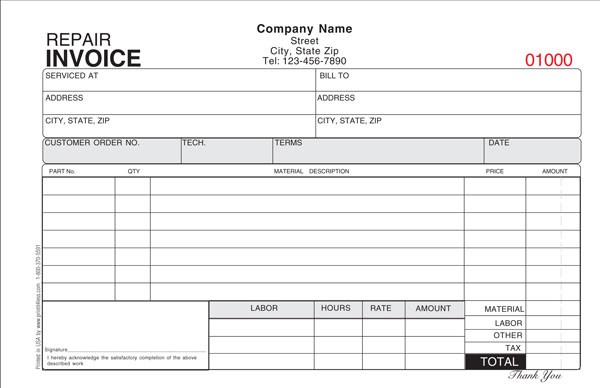 REPAIR
INVOICE
Company Name
Street
City, State Zip
Tel: 123-456-7890
01000
SERVICED AT BILL TO
ADDRESS ADDRESS
CITY, STATE, ZIP CITY, STATE, ZIP
CUSTOMER ORDER NO. TECH. TERMS DATE
PART No. QTY MATERIAL DESCRIPTION PRICE AMOUNT
LABOR HOURS RATE AMOUNT MATERIAL
LABOR
OTHER
TAX
TOTAL
Signature
I hereby acknowledge the satisfactory completion of the above
described work
Thank You
Printed in USA by www.printit4less.com 1-800-370-5591